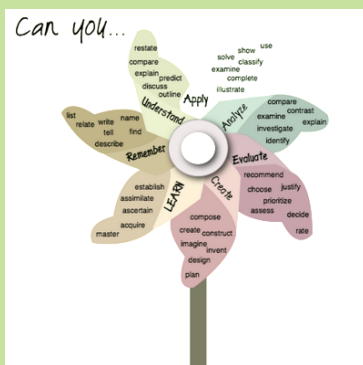 Can you...
restate
compare
explain
predict
discuss
outline
Understand
use
show
solve
classify
examine
complete
illustrate
Apply
compare
contrast
examine
explain
investigate
identify
Analyze
Evaluate
recommend
choose
justify
prioritize
assess
decide
rate
Create
compose
create
construct
imagine
invent
design
plan
LEARN
establish
assimilate
ascertain
acquire
master
Remember
list
relate
write
name
tell
find
describe